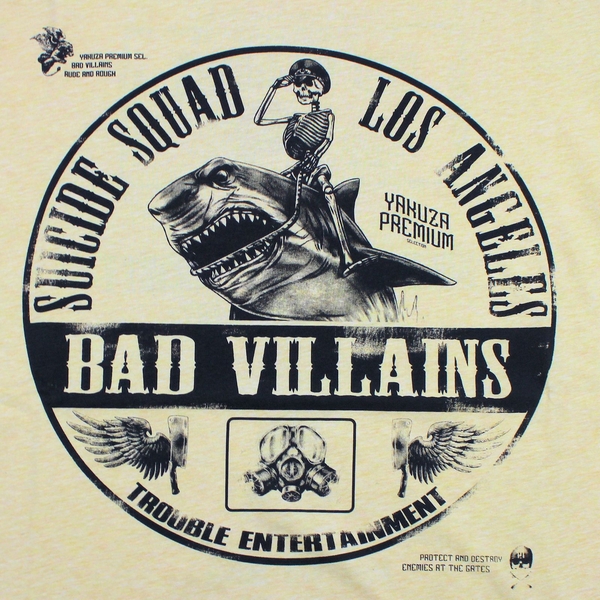 YAKUZA PREMIUM SEL.
BAD VILLAINS
RUDE AND ROUGH
SUICIDE SQUAD
LOS ANGELES
YAKUZA
PREMIUM
SELECTION
BAD VILLAINS
TROUBLE ENTERTAINMENT
PROTECT AND DESTROY
ENEMIES AT THE GATES